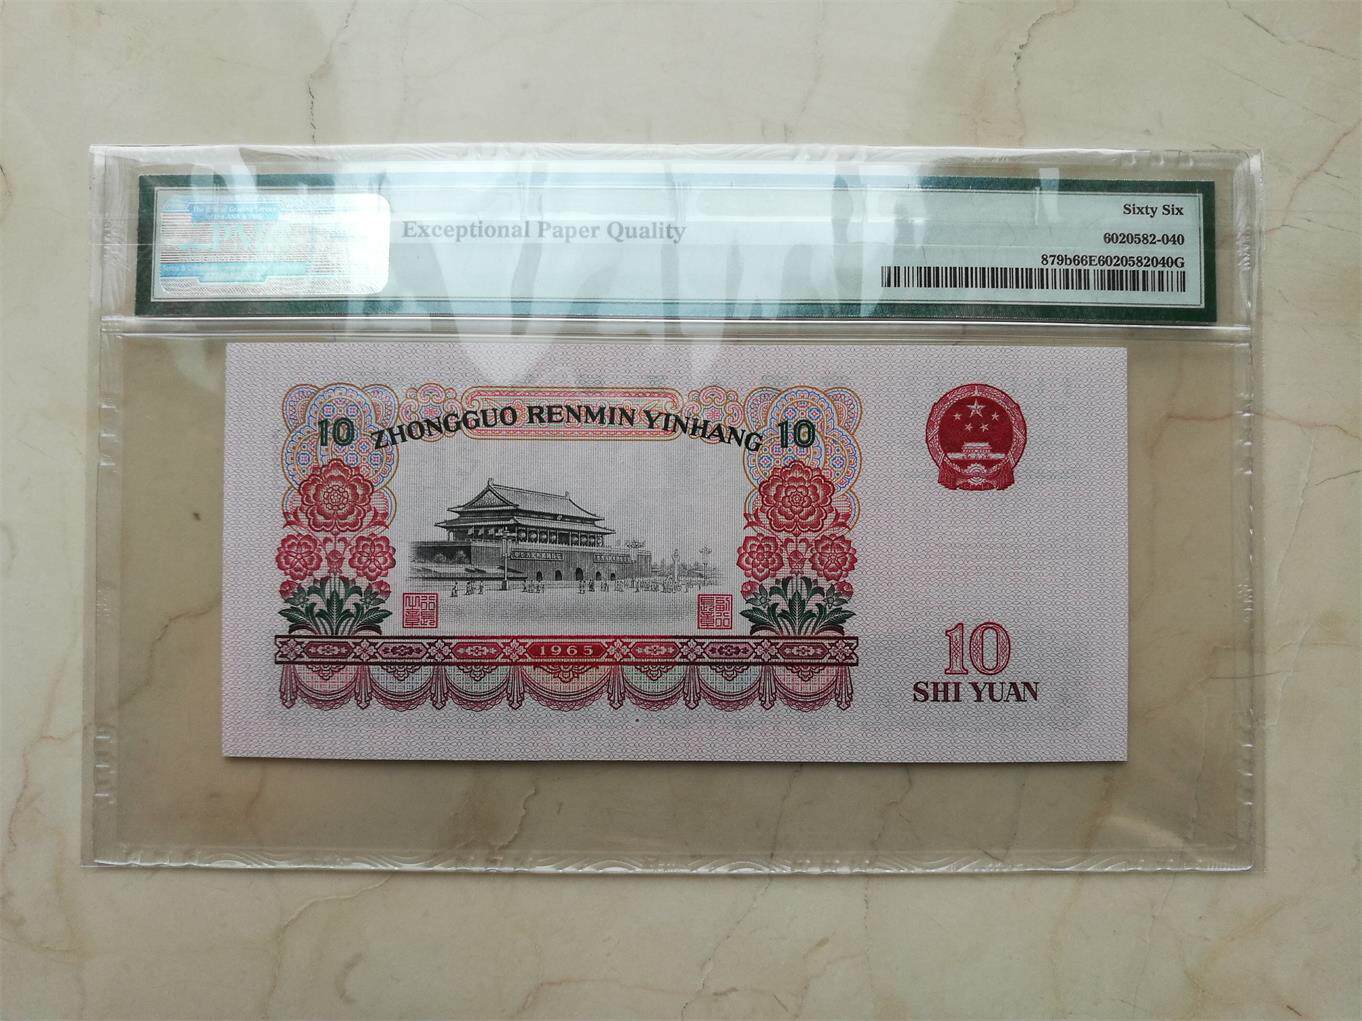 Exceptional Paper Quality
Sixty Six
6020582-040
879b66E6020582040G
ZHONGGUO RENMIN YINHANG
10
10
1965
10
SHI YUAN